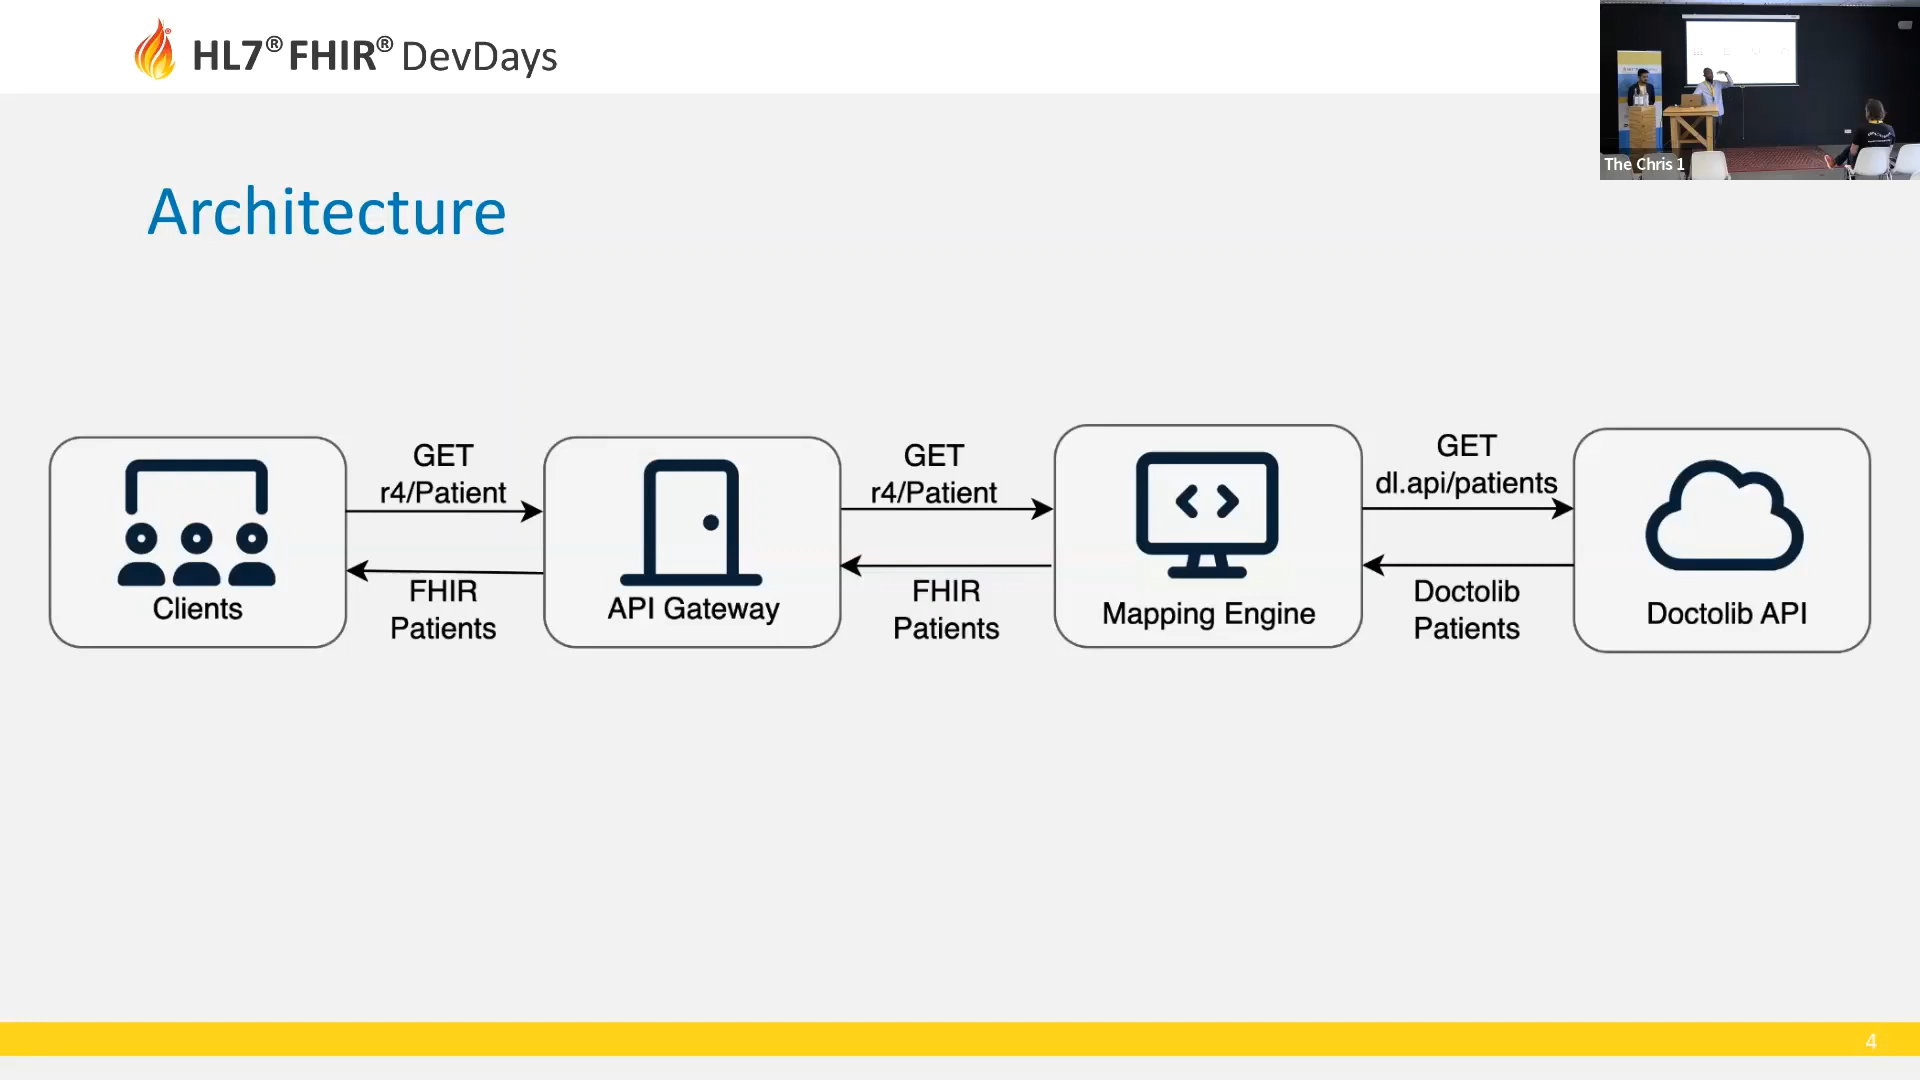 HL7® FHIR® DevDays
The Chris 1
Architecture
GET
r4/Patient
FHIR
Patients
Clients
API Gateway
GET
r4/Patient
FHIR
Patients
Mapping Engine
GET
dl.api/patients
Doctolib
Patients
Doctolib API
4